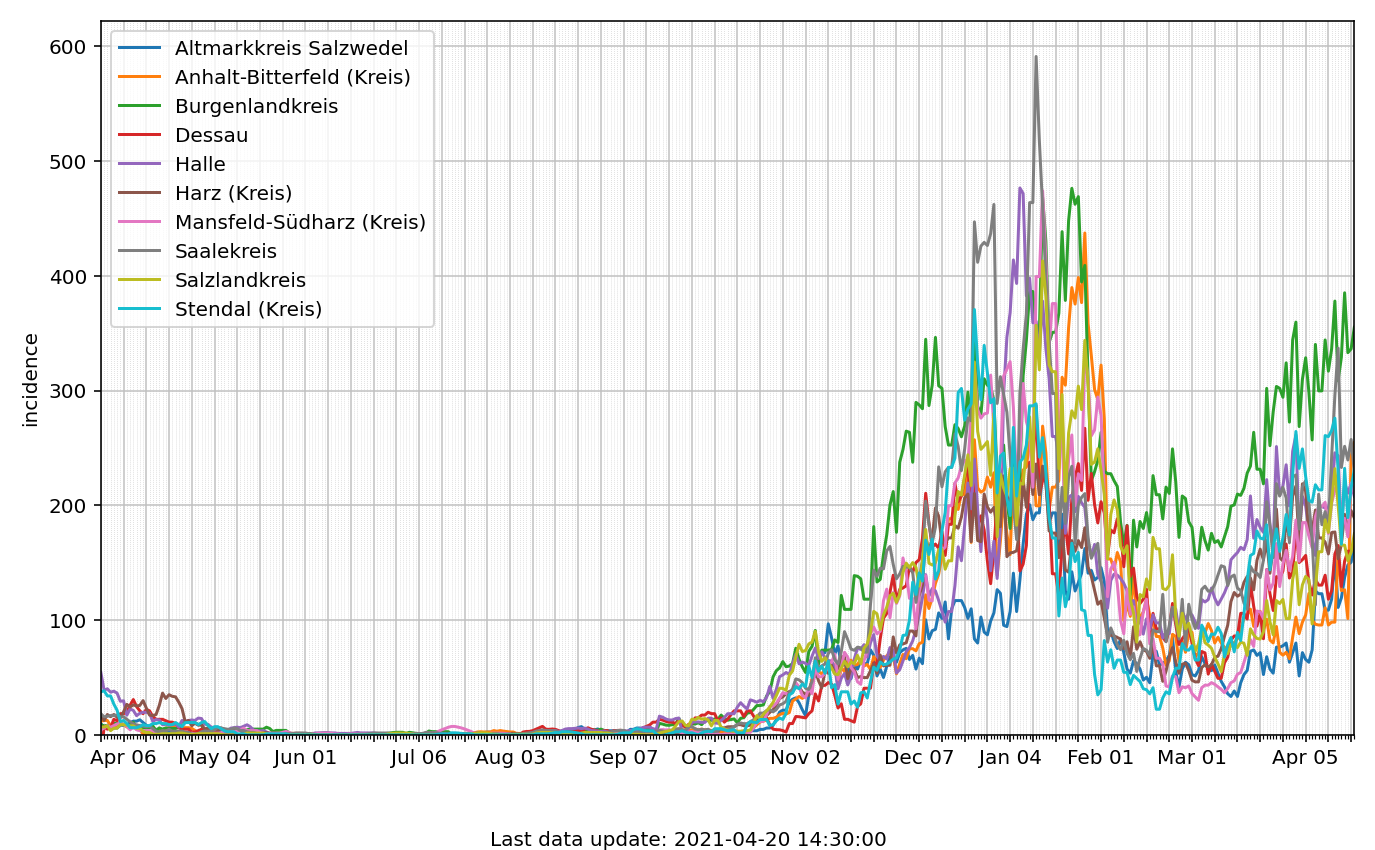 600
500
400
300
200
100
0
incidence
Altmarkkreis Salzwedel
Anhalt-Bitterfeld (Kreis)
Burgenlandkreis
Dessau
Halle
Harz (Kreis)
Mansfeld-Südharz (Kreis)
Saalekreis
Salzlandkreis
Stendal (Kreis)
Apr 06 May 04 Jun 01 Jul 06 Aug 03 Sep 07 Oct 05 Nov 02 Dec 07 Jan 04 Feb 01 Mar 01 Apr 05
Last data update: 2021-04-20 14:30:00